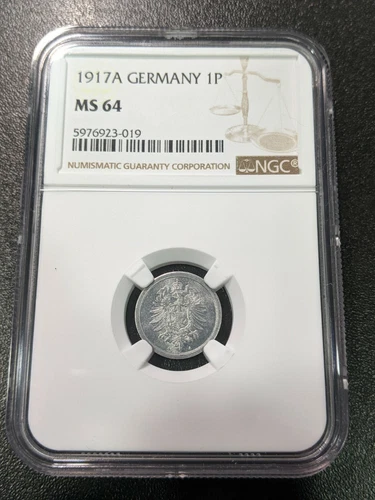 1917A GERMANY 1P
MS 64
5976923-019
NUMISMATIC GUARANTY CORPORATION NGC®